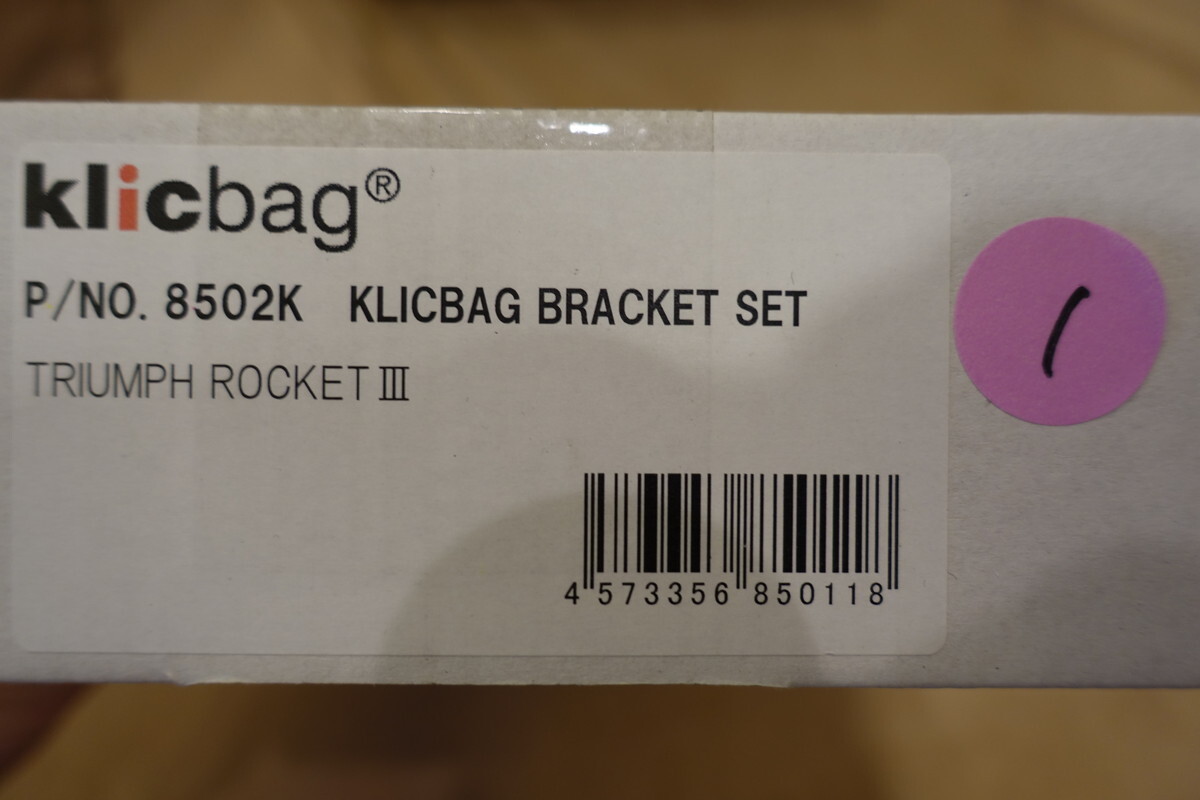 klicbag®
P/NO. 8502K KLICBAG BRACKET SET
TRIUMPH ROCKET III
1
4 573356 850118